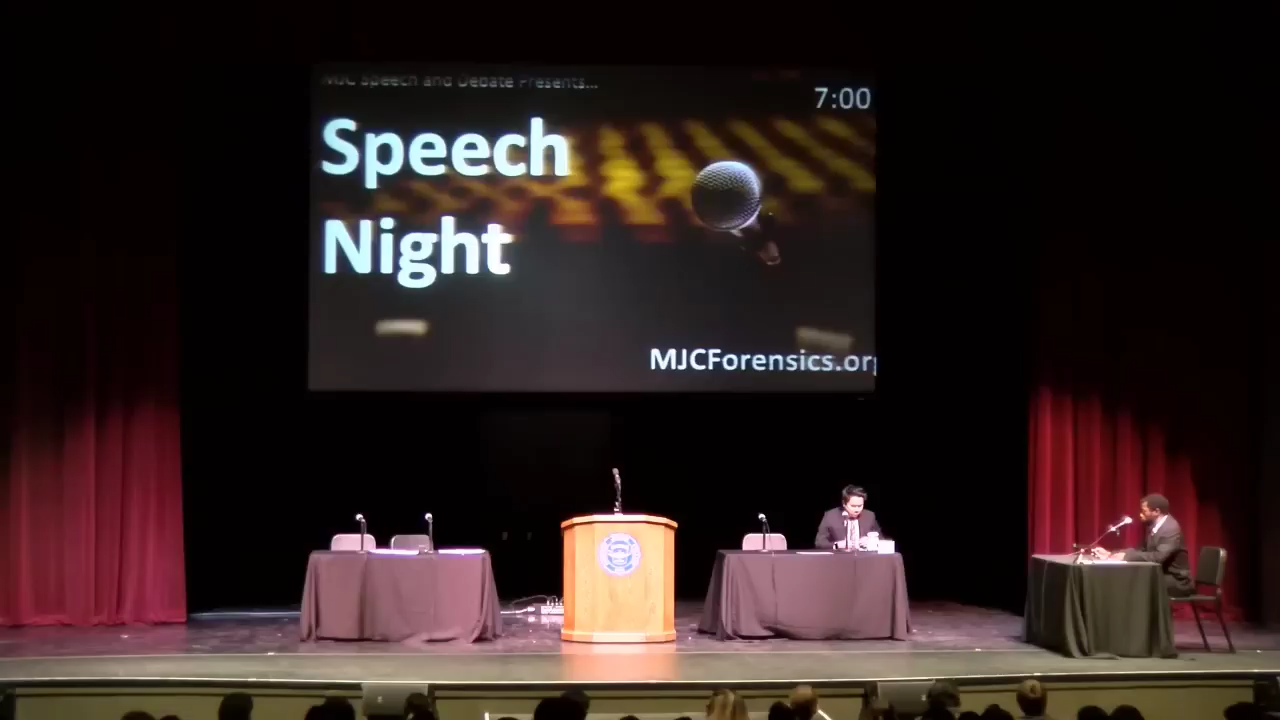 MJC Speech and Debate Presents...
7:00
Speech
Night
MJCForensics.org